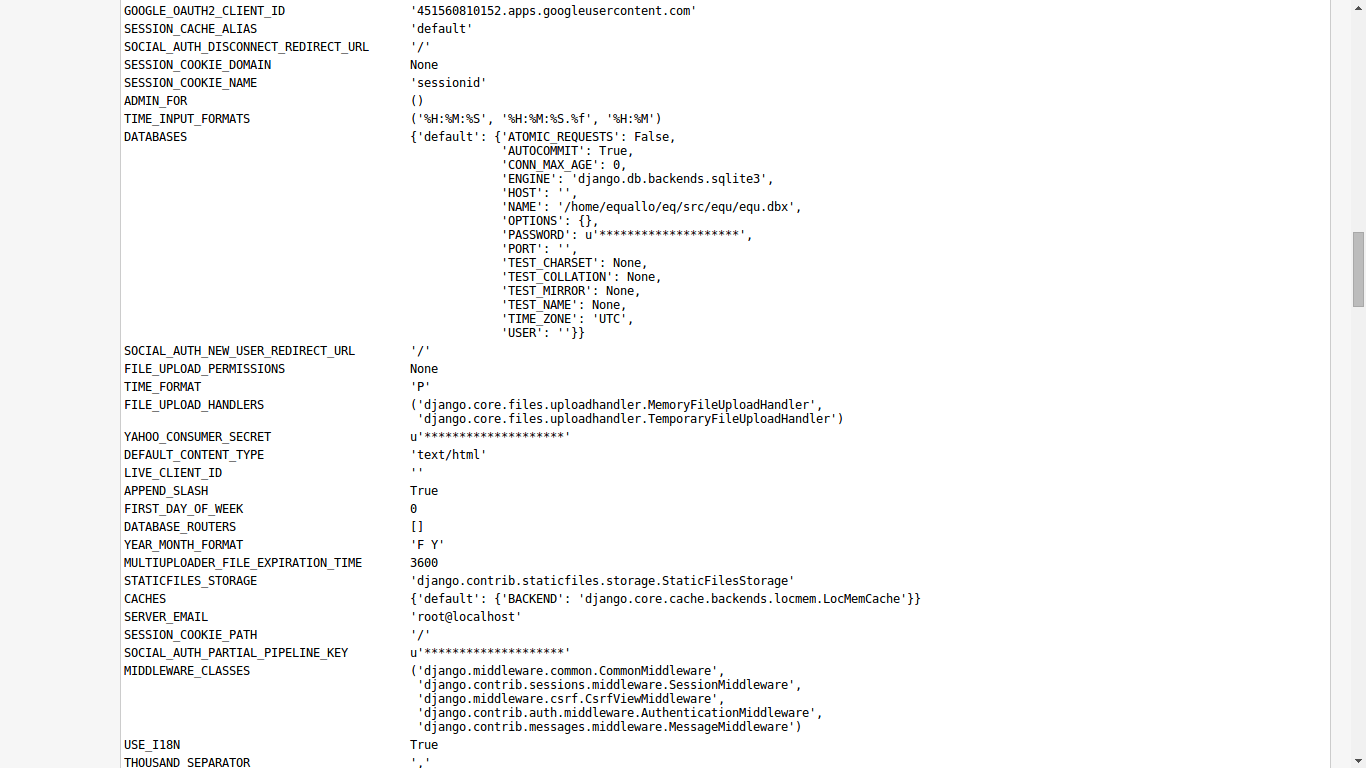 GOOGLE_OAUTH2_CLIENT_ID '451560810152.apps.googleusercontent.com'
SESSION_CACHE_ALIAS 'default'
SOCIAL_AUTH_DISCONNECT_REDIRECT_URL '/'
SESSION_COOKIE_DOMAIN None
SESSION_COOKIE_NAME 'sessionid'
ADMIN_FOR ()
TIME_INPUT_FORMATS ('%H:%M:%S', '%H:%M:%S.%f', '%H:%M')
DATABASES {'default': {'ATOMIC_REQUESTS': False,
'AUTOCOMMIT': True,
'CONN_MAX_AGE': 0,
'ENGINE': 'django.db.backends.sqlite3',
'HOST': '',
'NAME': '/home/equallo/eq/src/equ/equ.dbx',
'OPTIONS': {},
'PASSWORD': u'********************',
'PORT': '',
'TEST_CHARSET': None,
'TEST_COLLATION': None,
'TEST_MIRROR': None,
'TEST_NAME': None,
'TIME_ZONE': 'UTC',
'USER': ''}}
SOCIAL_AUTH_NEW_USER_REDIRECT_URL '/'
FILE_UPLOAD_PERMISSIONS None
TIME_FORMAT 'P'
FILE_UPLOAD_HANDLERS ('django.core.files.uploadhandler.MemoryFileUploadHandler',
'django.core.files.uploadhandler.TemporaryFileUploadHandler')
YAHOO_CONSUMER_SECRET u'********************'
DEFAULT_CONTENT_TYPE 'text/html'
LIVE_CLIENT_ID ''
APPEND_SLASH True
FIRST_DAY_OF_WEEK 0
DATABASE_ROUTERS []
YEAR_MONTH_FORMAT 'F Y'
MULTIUPLOADER_FILE_EXPIRATION_TIME 3600
STATICFILES_STORAGE 'django.contrib.staticfiles.storage.StaticFilesStorage'
CACHES {'default': {'BACKEND': 'django.core.cache.backends.locmem.LocMemCache'}}
SERVER_EMAIL 'root@localhost'
SESSION_COOKIE_PATH '/'
SOCIAL_AUTH_PARTIAL_PIPELINE_KEY u'********************'
MIDDLEWARE_CLASSES ('django.middleware.common.CommonMiddleware',
'django.contrib.sessions.middleware.SessionMiddleware',
'django.middleware.csrf.CsrfViewMiddleware',
'django.contrib.auth.middleware.AuthenticationMiddleware',
'django.contrib.messages.middleware.MessageMiddleware')
USE_I18N True
THOUSAND_SEPARATOR ','